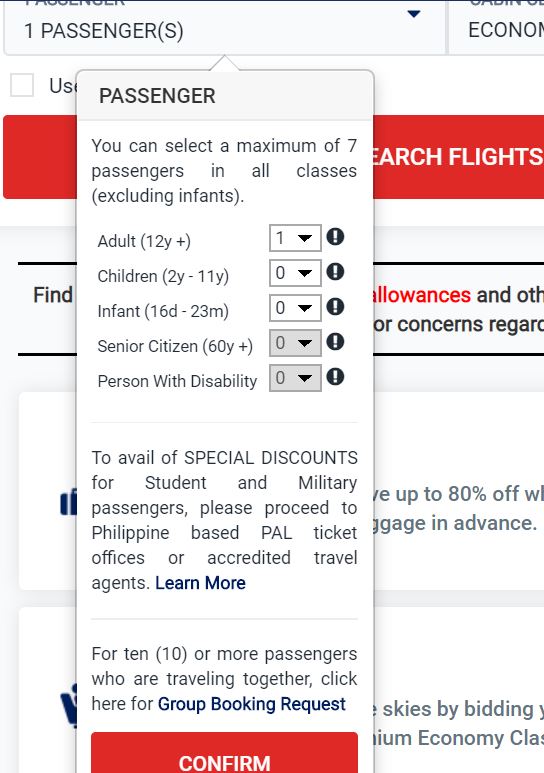 1 PASSENGER(S)
PASSENGER
You can select a maximum of 7
passengers in all classes
(excluding infants).
Adult (12y +) 1
Children (2y - 11y) 0
Infant (16d - 23m) 0
Senior Citizen (60y +) 0
Person With Disability 0
To avail of SPECIAL DISCOUNTS
for Student and Military
passengers, please proceed to
Philippine based PAL ticket
offices or accredited travel
agents. Learn More
For ten (10) or more passengers
who are traveling together, click
here for Group Booking Request
CONFIRM
EARCH FLIGHTS
Find
allowances and oth
or concerns regard
ve up to 80% off wh
ggage in advance.
e skies by bidding y
nium Economy Clas